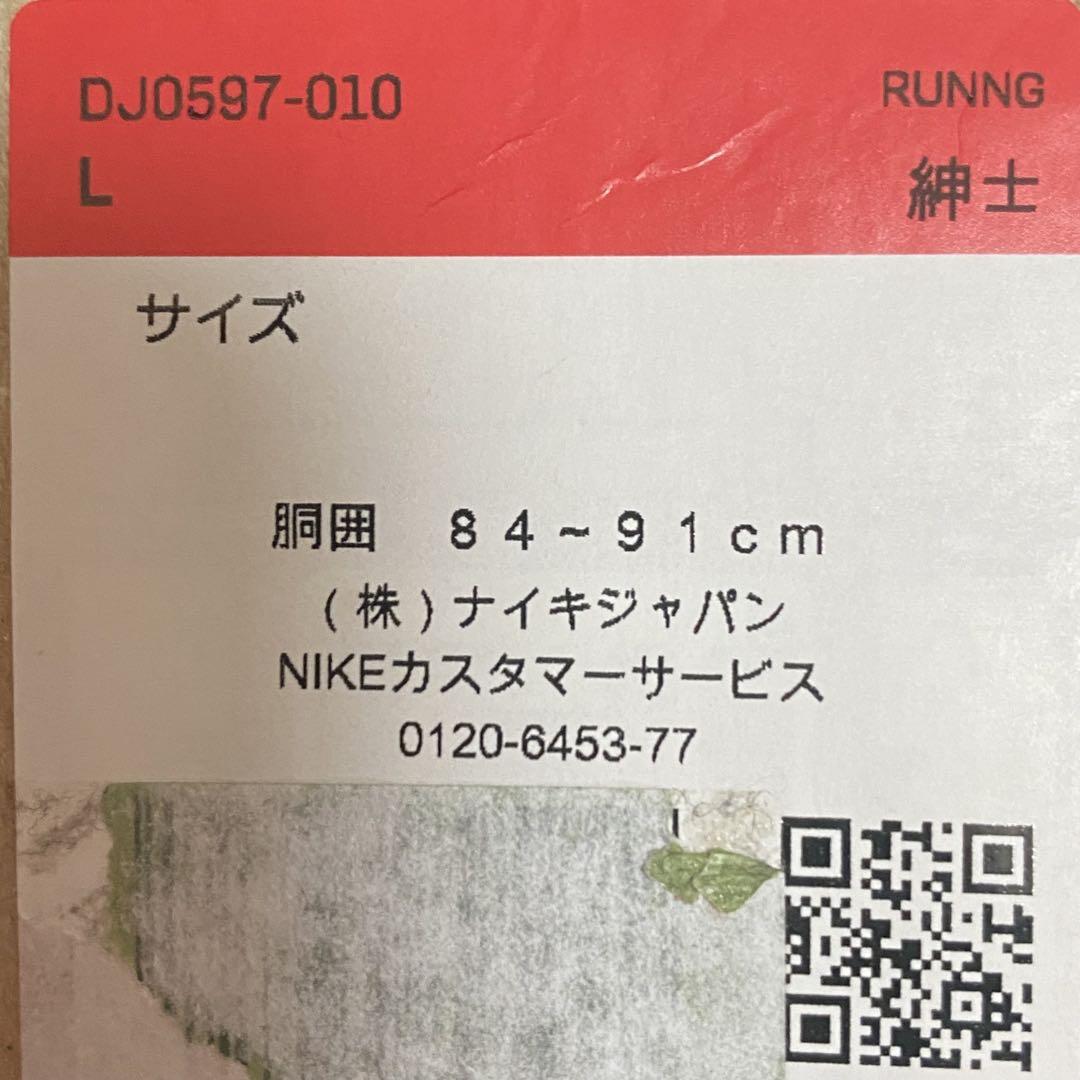 DJ0597-010
RUNNG
L
紳士
サイズ
胴囲　８４~９１ｃｍ
(株)ナイキジャパン
NIKEカスタマーサービス
0120-6453-77